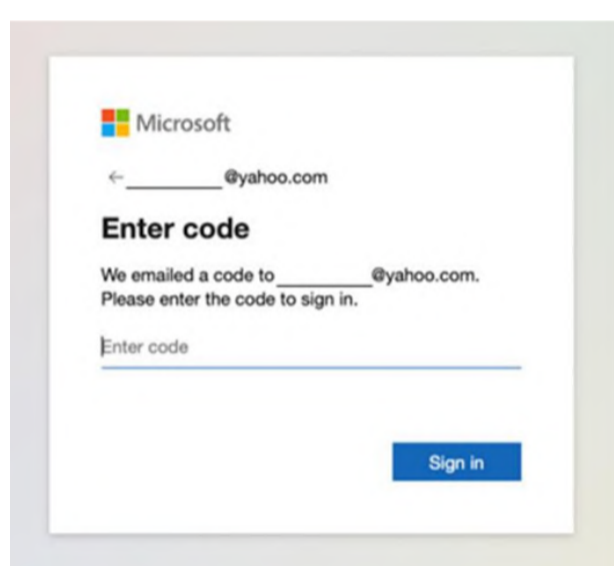 Microsoft
← _________@yahoo.com
Enter code
We emailed a code to _________@yahoo.com.
Please enter the code to sign in.
Enter code
Sign in